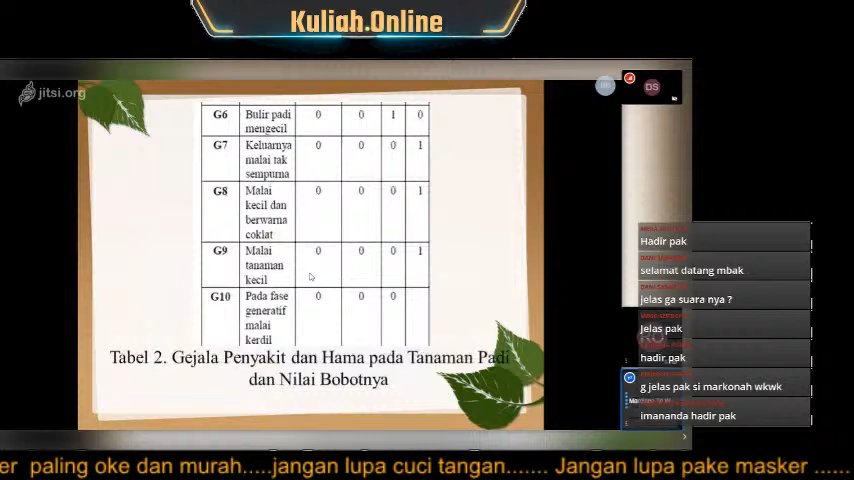 Kuliah.Online
jitsi.org
G6 Bulir padi mengecil 0 0 1 0
G7 Keluarnya malai tak sempurna 0 0 0 1
G8 Malai kecil dan berwarna coklat 0 0 0 1
G9 Malai tanaman kecil 0 0 0 1
G10 Pada fase generatif malai kerdil 0 0 0
Tabel 2. Gejala Penyakit dan Hama pada Tanaman Padi
dan Nilai Bobotnya
DS
Hadir pak
selamat datang mbak
jelas ga suara nya ?
Jelas pak
hadir pak
g jelas pak si markonah wkwk
imananda hadir pak
er paling oke dan murah.....jangan lupa cuci tangan....... Jangan lupa pake masker ......